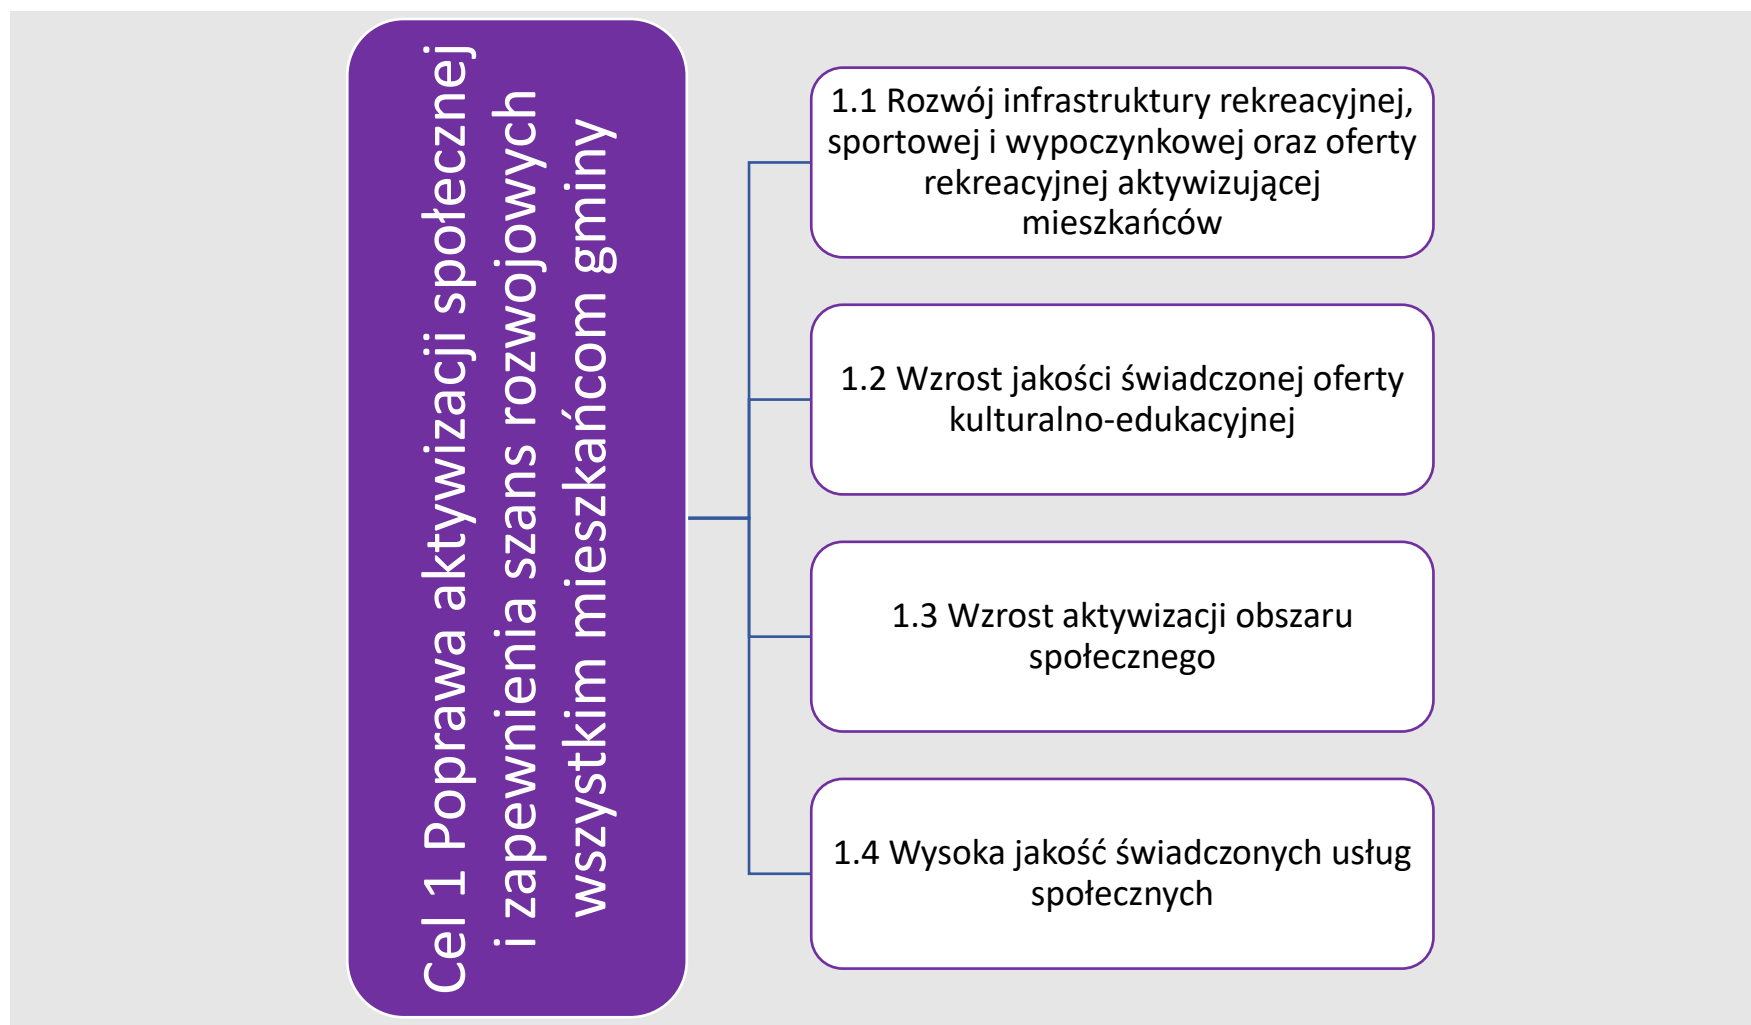 Cel 1 Poprawa aktywizacji społecznej
i zapewnienia szans rozwojowych
wszystkim mieszkańcom gminy
1.1 Rozwój infrastruktury rekreacyjnej,
sportowej i wypoczynkowej oraz oferty
rekreacyjnej aktywizującej
mieszkańców
1.2 Wzrost jakości świadczonej oferty
kulturalno-edukacyjnej
1.3 Wzrost aktywizacji obszaru
społecznego
1.4 Wysoka jakość świadczonych usług
społecznych